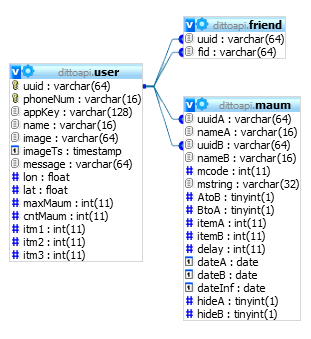 dittoapi.user
uuid : varchar(64)
phoneNum : varchar(16)
appKey : varchar(128)
name : varchar(16)
image : varchar(64)
imageTs : timestamp
message : varchar(64)
lon : float
lat : float
maxMaum : int(11)
cntMaum : int(11)
itm1 : int(11)
itm2 : int(11)
itm3 : int(11)
dittoapi.friend
uuid : varchar(64)
fid : varchar(64)
dittoapi.maum
uuidA : varchar(64)
nameA : varchar(16)
uuidB : varchar(64)
nameB : varchar(16)
mcode : int(11)
mstring : varchar(32)
AtoB : tinyint(1)
BtoA : tinyint(1)
itemA : int(11)
itemB : int(11)
delay : int(11)
dateA : date
dateB : date
dateInf : date
hideA : tinyint(1)
hideB : tinyint(1)